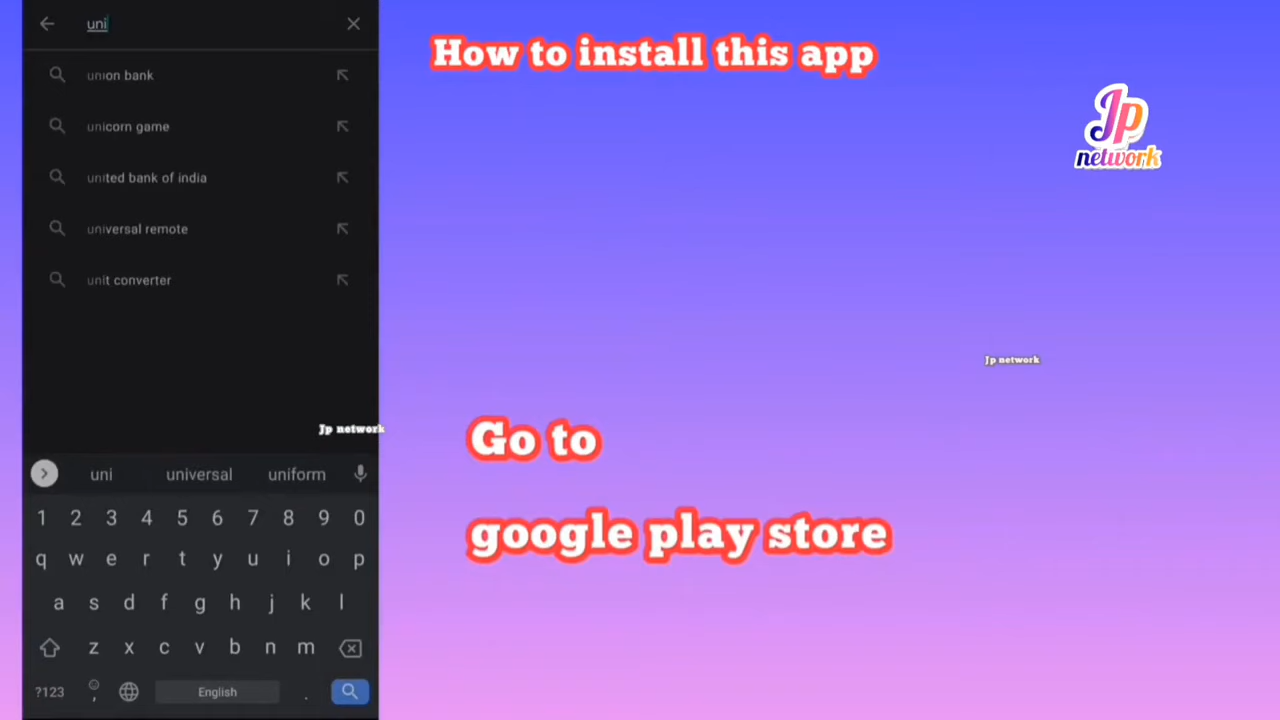 uni
union bank
unicorn game
united bank of india
universal remote
unit converter
Jp network
uni universal uniform
1 2 3 4 5 6 7 8 9 0
q w e r t y u i o p
a s d f g h j k l
z x c v b n m
?123 , English .
How to install this app
Jp
network
Jp network
Go to
google play store